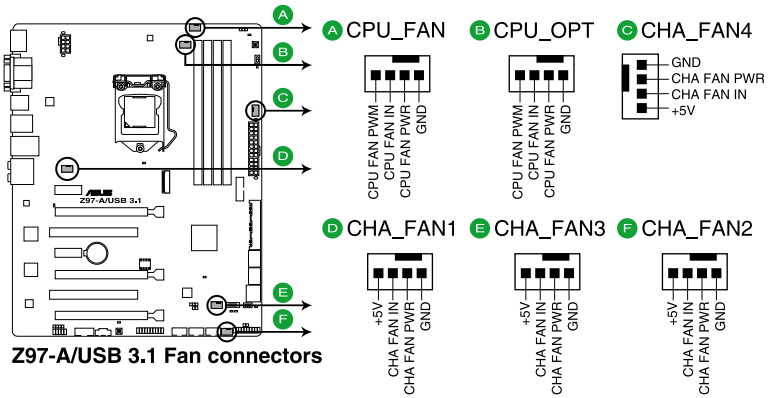 A
B
C
D
E
F
A CPU_FAN
CPU FAN PWM
CPU FAN IN
CPU FAN PWR
GND
B CPU_OPT
CPU FAN PWM
CPU FAN IN
CPU FAN PWR
GND
C CHA_FAN4
GND
CHA FAN PWR
CHA FAN IN
+5V
/ISUS
Z97-A/USB 3.1
D CHA_FAN1
+5V
CHA FAN IN
CHA FAN PWR
GND
E CHA_FAN3
+5V
CHA FAN IN
CHA FAN PWR
GND
F CHA_FAN2
+5V
CHA FAN IN
CHA FAN PWR
GND
Z97-A/USB 3.1 Fan connectors